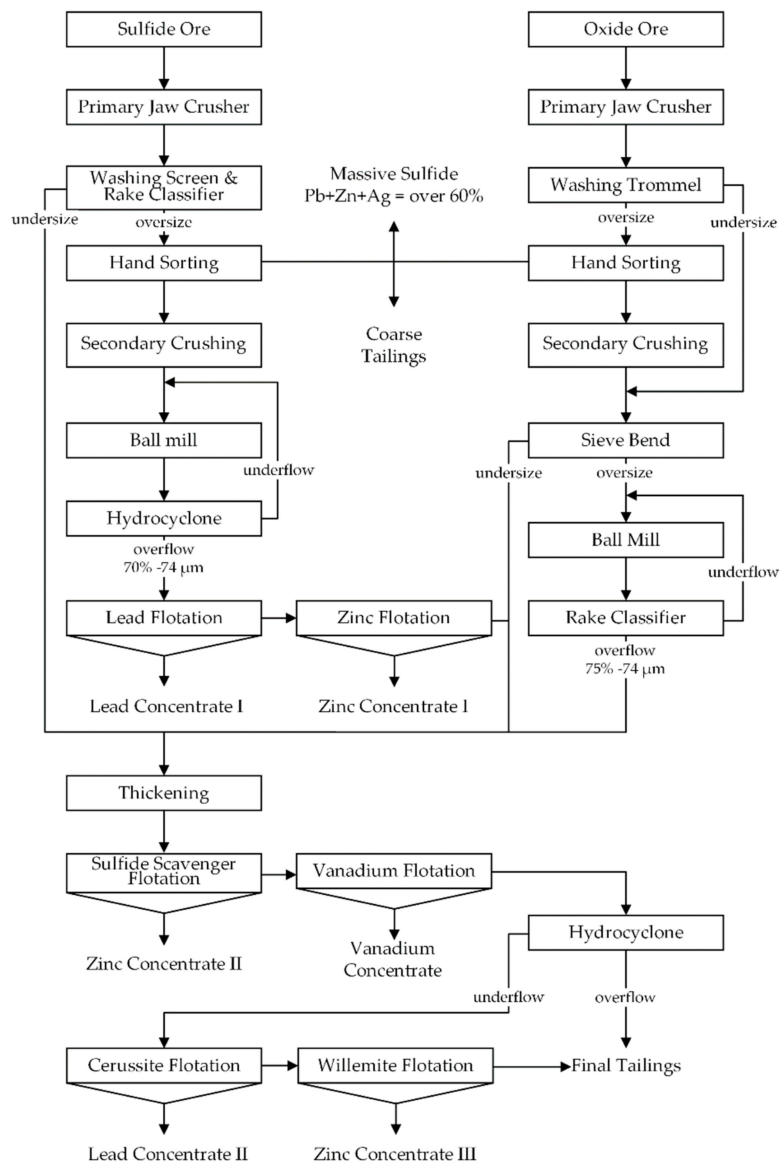 Sulfide Ore
Oxide Ore
Primary Jaw Crusher
Primary Jaw Crusher
Washing Screen &
Rake Classifier
Massive Sulfide
Pb+Zn+Ag = over 60%
Washing Trommel
undersize
oversize
oversize
undersize
Hand Sorting
Hand Sorting
Secondary Crushing
Coarse
Tailings
Secondary Crushing
Ball mill
Sieve Bend
underflow
undersize
oversize
Hydrocyclone
Ball Mill
overflow
70% -74 µm
underflow
Lead Flotation
Zinc Flotation
Rake Classifier
overflow
75% -74 µm
Lead Concentrate I
Zinc Concentrate I
Thickening
Sulfide Scavenger
Flotation
Vanadium Flotation
Hydrocyclone
Zinc Concentrate II
Vanadium
Concentrate
underflow
overflow
Cerussite Flotation
Willemite Flotation
Final Tailings
Lead Concentrate II
Zinc Concentrate III